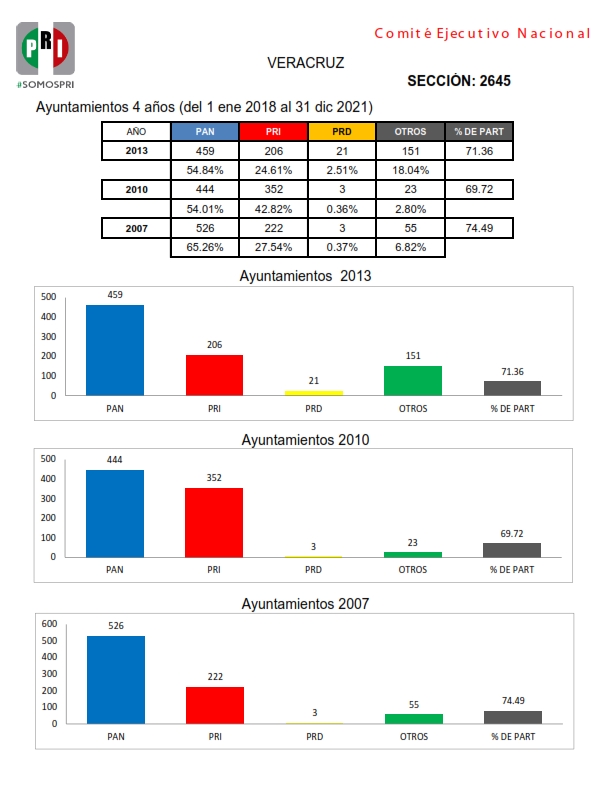 Comité Ejecutivo Nacional
PRI
#SOMOSPRI
VERACRUZ
SECCIÓN: 2645
Ayuntamientos 4 años (del 1 ene 2018 al 31 dic 2021)
AÑO PAN PRI PRD OTROS % DE PART
2013 459 206 21 151 71.36
54.84% 24.61% 2.51% 18.04%
2010 444 352 3 23 69.72
54.01% 42.82% 0.36% 2.80%
2007 526 222 3 55 74.49
65.26% 27.54% 0.37% 6.82%
Ayuntamientos 2013
500
400
300
200
100
0
459 206 21 151 71.36
PAN PRI PRD OTROS % DE PART
Ayuntamientos 2010
500
400
300
200
100
0
444 352 3 23 69.72
PAN PRI PRD OTROS % DE PART
Ayuntamientos 2007
600
500
400
300
200
100
0
526 222 3 55 74.49
PAN PRI PRD OTROS % DE PART